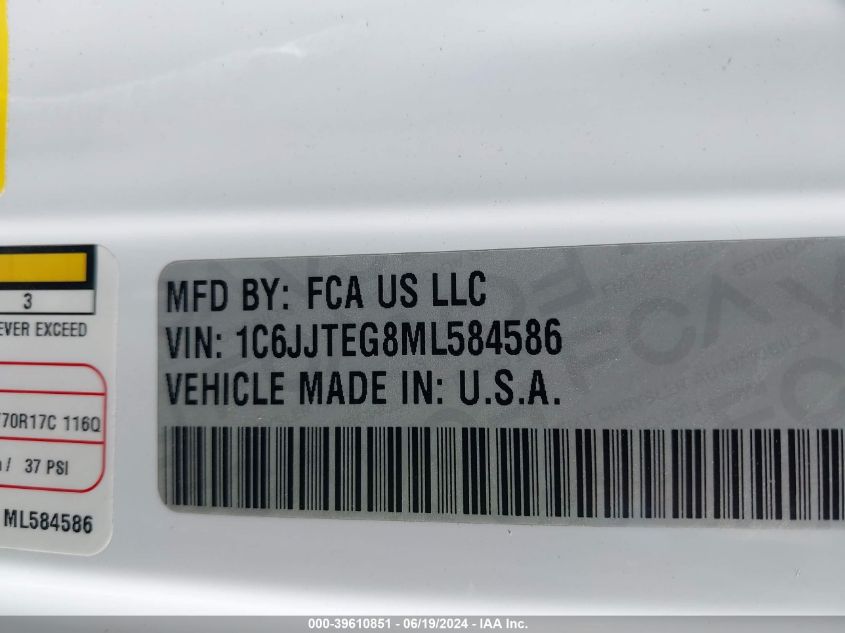 3
EVER EXCEED
70R17C 116Q
/ 37 PSI
ML584586
MFD BY: FCA US LLC
VIN: 1C6JJTEG8ML584586
VEHICLE MADE IN: U.S.A.
000-39610851 - 06/19/2024 - IAA Inc.